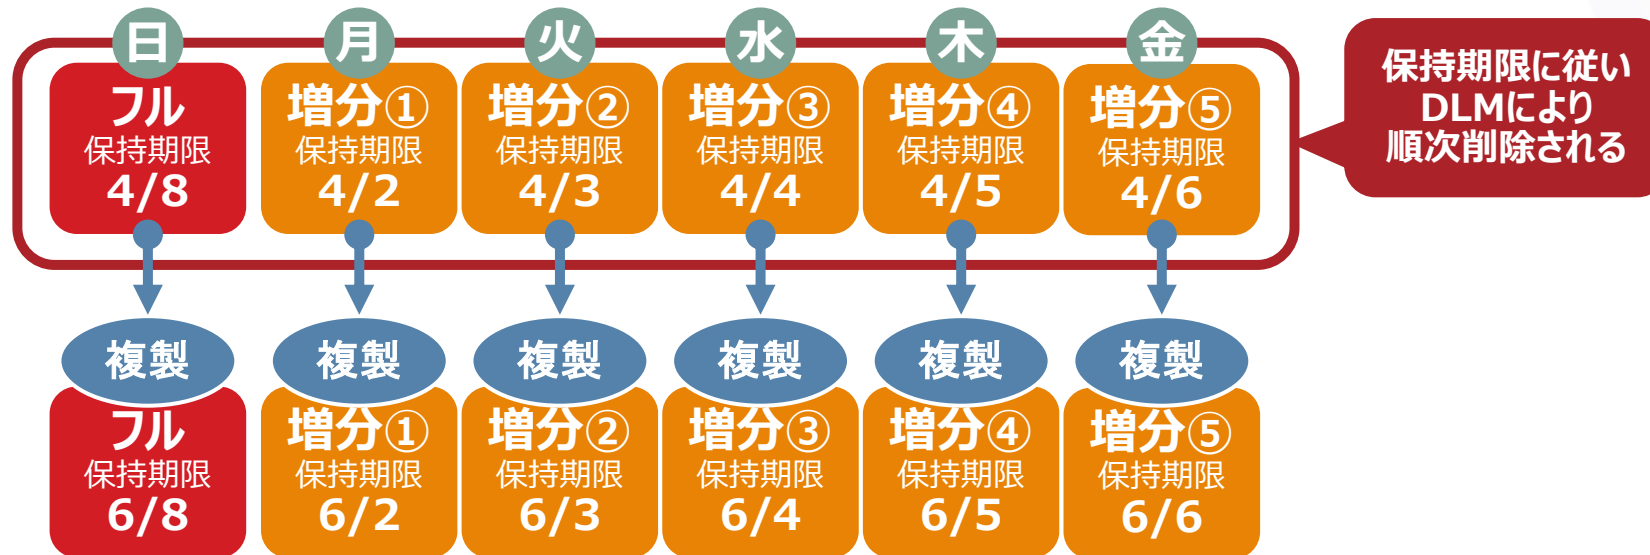 日
フル
保持期限
4/8
月
増分①
保持期限
4/2
火
増分②
保持期限
4/3
水
増分③
保持期限
4/4
木
増分④
保持期限
4/5
金
増分⑤
保持期限
4/6
保持期限に従い
DLMにより
順次削除される
複製
フル
保持期限
6/8
複製
増分①
保持期限
6/2
複製
増分②
保持期限
6/3
複製
増分③
保持期限
6/4
複製
増分④
保持期限
6/5
複製
増分⑤
保持期限
6/6